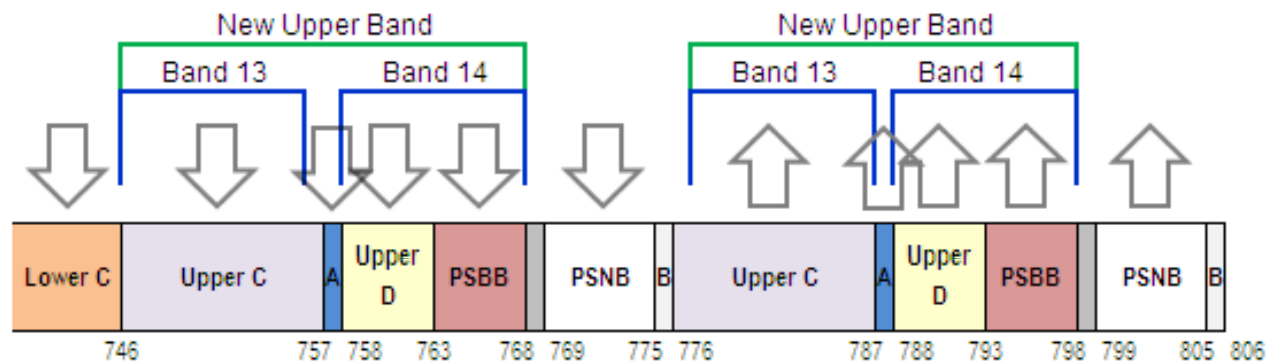 New Upper Band New Upper Band
Band 13 Band 14 Band 13 Band 14
Lower C Upper C A Upper D PSBB PSNB B Upper C A Upper D PSBB PSNB B
746 757 758 763 768 769 775 776 787 788 793 798 799 805 806